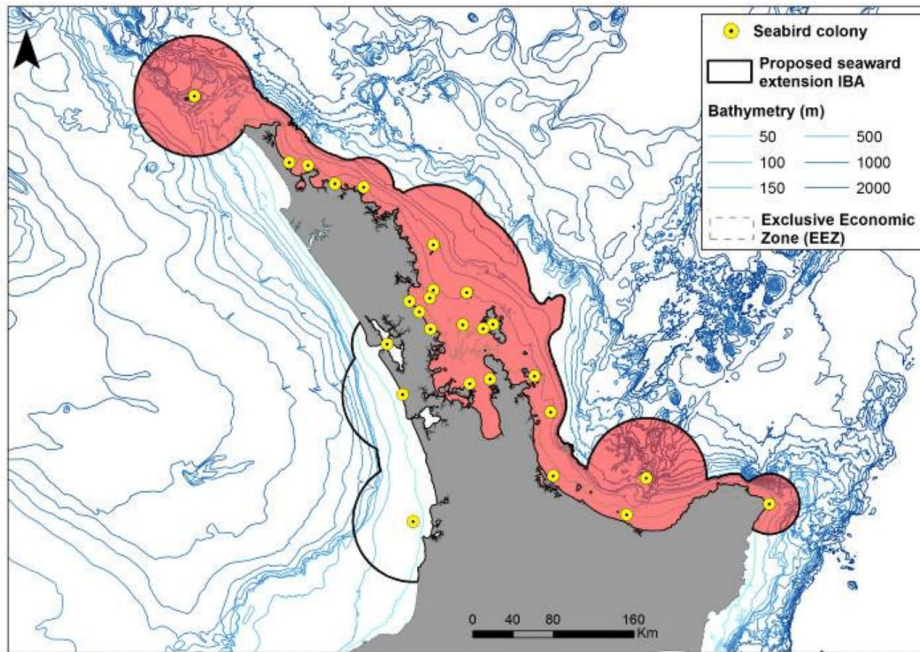 Seabird colony
Proposed seaward
extension IBA
Bathymetry (m)
50 500
100 1000
150 2000
Exclusive Economic
Zone (EEZ)
0 40 80 160
Km